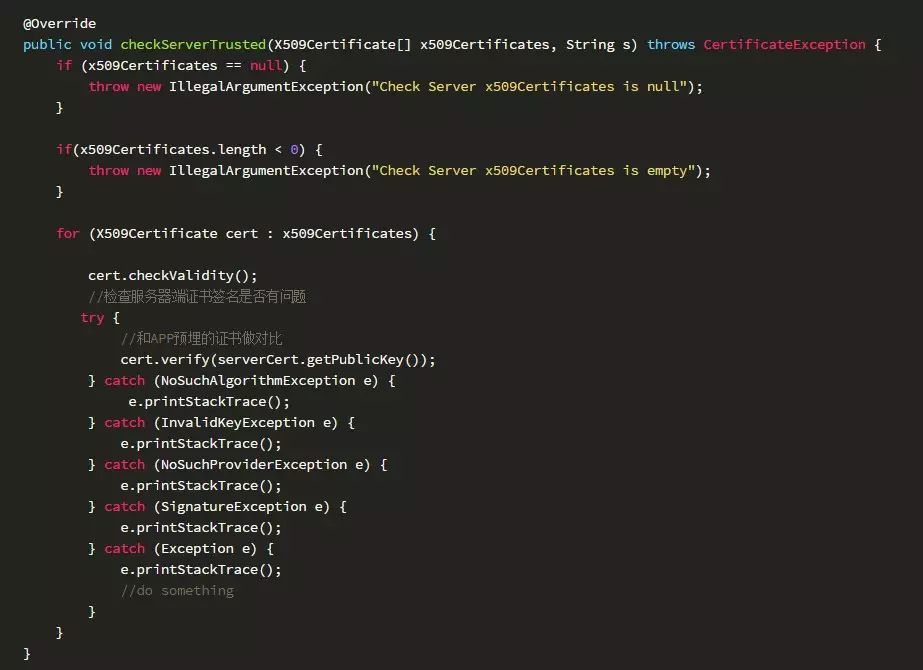 @Override
public void checkServerTrusted(X509Certificate[] x509Certificates, String s) throws CertificateException {
    if (x509Certificates == null) {
        throw new IllegalArgumentException("Check Server x509Certificates is null");
    }

    if(x509Certificates.length < 0) {
        throw new IllegalArgumentException("Check Server x509Certificates is empty");
    }

    for (X509Certificate cert : x509Certificates) {

        cert.checkValidity();
        //检查服务器端证书签名是否有问题
       try {
            //和APP预埋的证书做对比
            cert.verify(serverCert.getPublicKey());
        } catch (NoSuchAlgorithmException e) {
             e.printStackTrace();
        } catch (InvalidKeyException e) {
            e.printStackTrace();
        } catch (NoSuchProviderException e) {
            e.printStackTrace();
        } catch (SignatureException e) {
            e.printStackTrace();
        } catch (Exception e) {
            e.printStackTrace();
            //do something
        }
    }
}